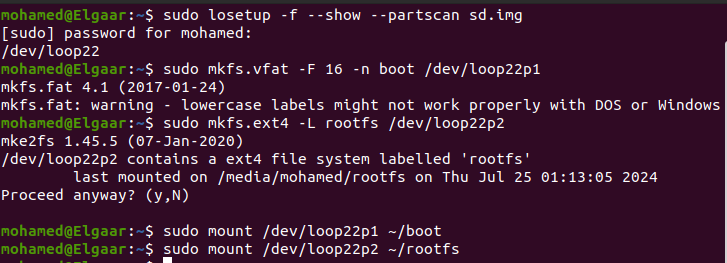 mohamed@Elgaar:~$ sudo losetup -f --show --partscan sd.img
[sudo] password for mohamed:
/dev/loop22
mohamed@Elgaar:~$ sudo mkfs.vfat -F 16 -n boot /dev/loop22p1
mkfs.fat 4.1 (2017-01-24)
mkfs.fat: warning - lowercase labels might not work properly with DOS or Windows
mohamed@Elgaar:~$ sudo mkfs.ext4 -L rootfs /dev/loop22p2
mke2fs 1.45.5 (07-Jan-2020)
/dev/loop22p2 contains a ext4 file system labelled 'rootfs'
        last mounted on /media/mohamed/rootfs on Thu Jul 25 01:13:05 2024
Proceed anyway? (y,N)
mohamed@Elgaar:~$ sudo mount /dev/loop22p1 ~/boot
mohamed@Elgaar:~$ sudo mount /dev/loop22p2 ~/rootfs
mohamed@Elgaar:~$